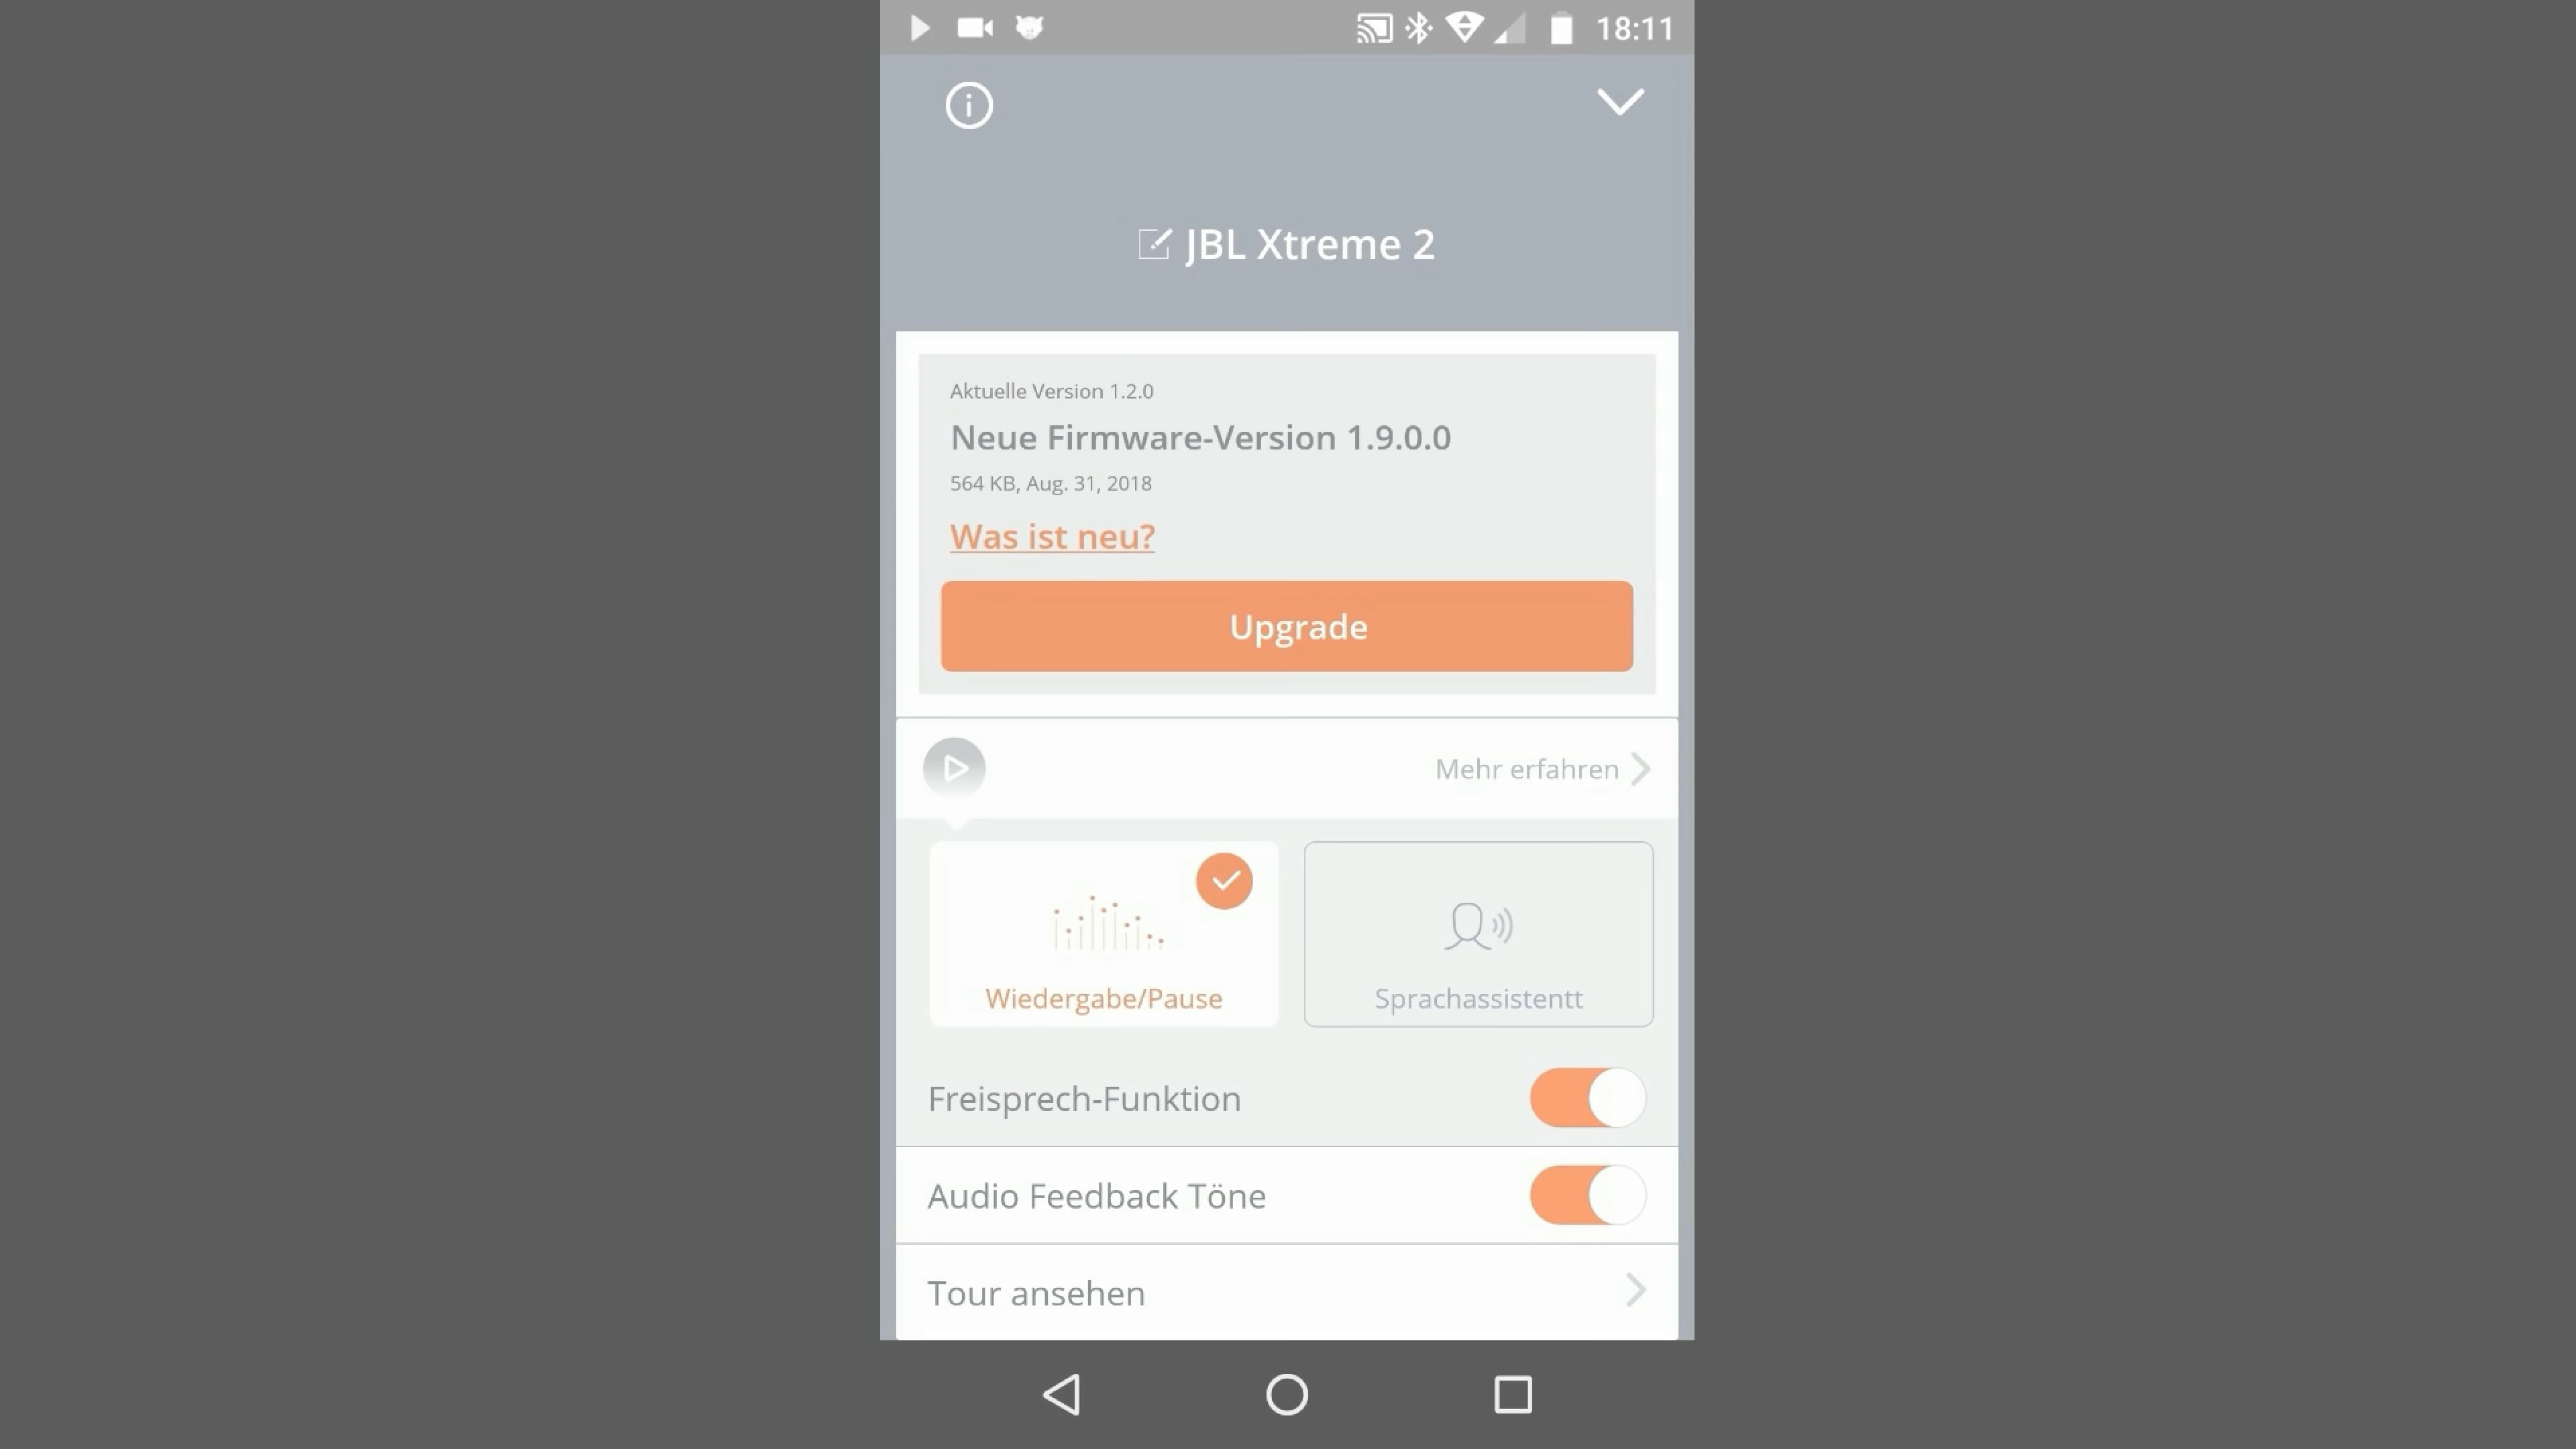 18:11
JBL Xtreme 2
Aktuelle Version 1.2.0
Neue Firmware-Version 1.9.0.0
564 KB, Aug. 31, 2018
Was ist neu?
Upgrade
Mehr erfahren
Wiedergabe/Pause
Sprachassistentt
Freisprech-Funktion
Audio Feedback Töne
Tour ansehen